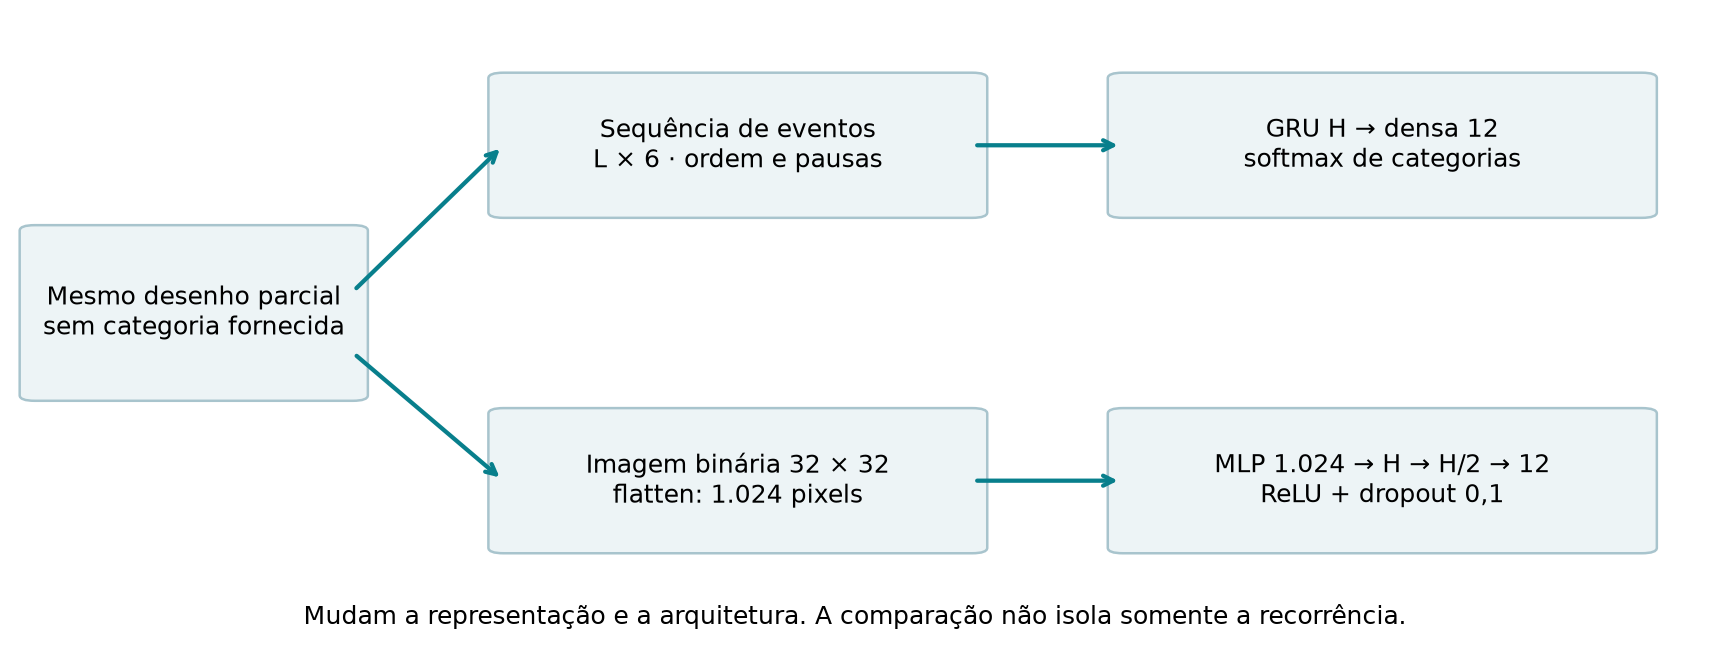 Mesmo desenho parcial
sem categoria fornecida
Sequência de eventos
L × 6 · ordem e pausas
GRU H → densa 12
softmax de categorias
Imagem binária 32 × 32
flatten: 1.024 pixels
MLP 1.024 → H → H/2 → 12
ReLU + dropout 0,1
Mudam a representação e a arquitetura. A comparação não isola somente a recorrência.